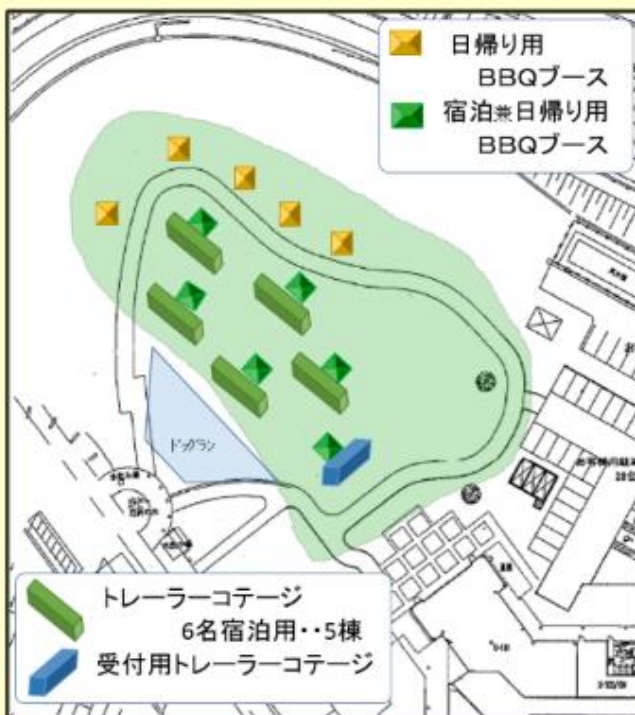 日帰り用
BBQブース
宿泊兼日帰り用
BBQブース
ドッグラン
トレーラーコテージ
6名宿泊用・・5棟
受付用トレーラーコテージ